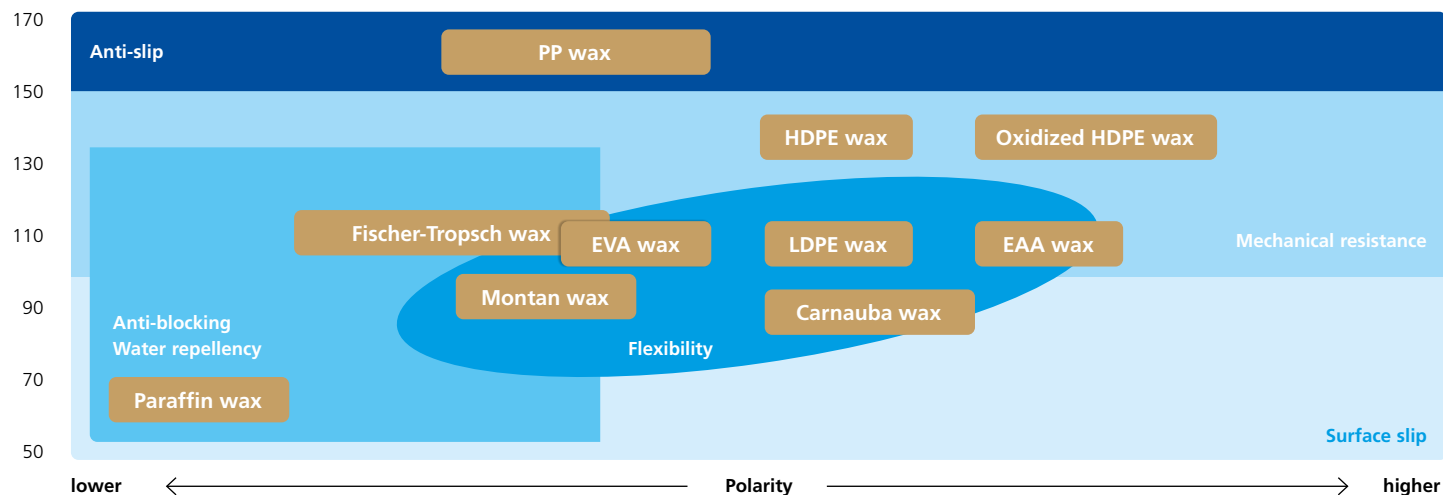 170
Anti-slip
PP wax
150
HDPE wax
Oxidized HDPE wax
130
Fischer-Tropsch wax
EVA wax
LDPE wax
EAA wax
110
Mechanical resistance
Montan wax
Carnauba wax
90
Anti-blocking
Water repellency
Flexibility
70
Paraffin wax
Surface slip
50
lower
Polarity
higher